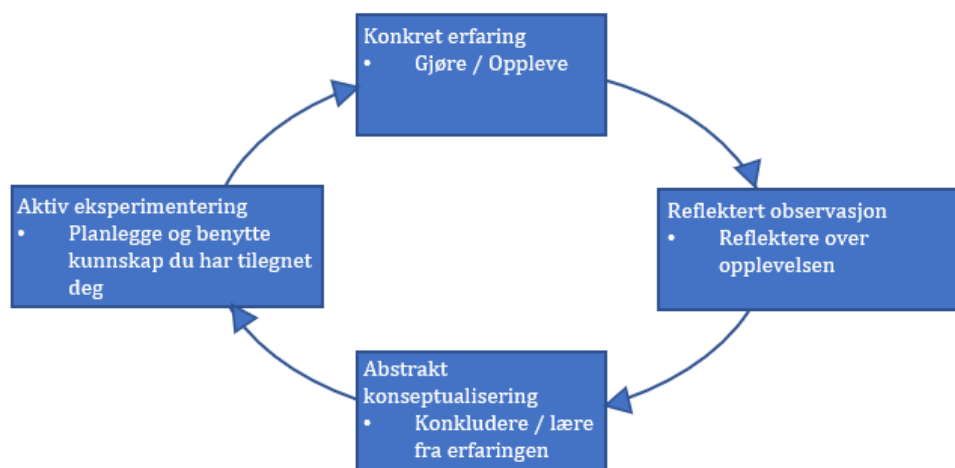 Konkret erfaring
• Gjøre / Oppleve
Reflektert observasjon
• Reflektere over
opplevelsen
Abstrakt
konseptualisering
• Konkludere / lære
fra erfaringen
Aktiv eksperimentering
• Planlegge og benytte
kunnskap du har tilegnet
deg